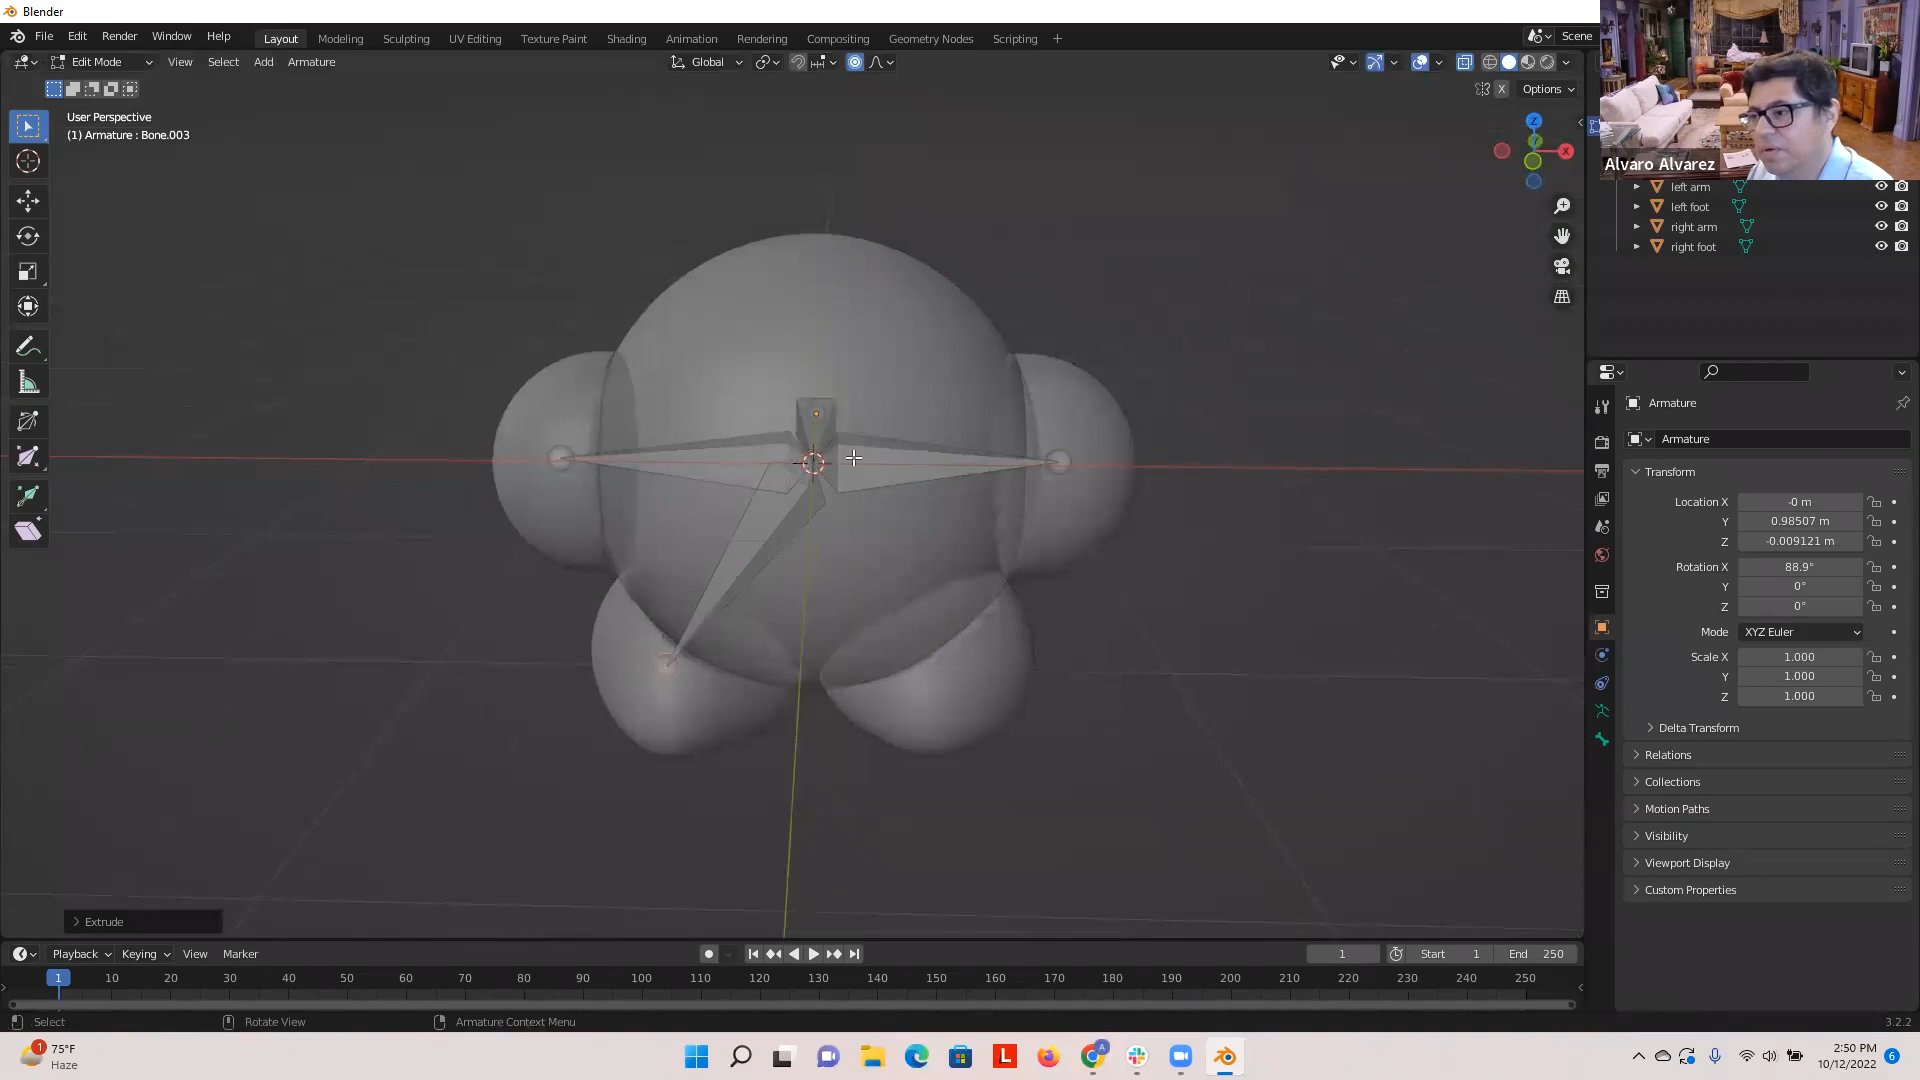 Blender
File Edit Render Window Help Layout Modeling Sculpting UV Editing Texture Paint Shading Animation Rendering Compositing Geometry Nodes Scripting + Scene
Edit Mode View Select Add Armature Global
X Options
User Perspective
(1) Armature : Bone.003
Z
X
Alvaro Alvarez
left arm
left foot
right arm
right foot
Armature
Armature
Transform
Location X -0 m
Y 0.98507 m
Z -0.009121 m
Rotation X 88.9°
Y 0°
Z 0°
Mode XYZ Euler
Scale X 1.000
Y 1.000
Z 1.000
Delta Transform
Relations
Collections
Motion Paths
Visibility
Viewport Display
Custom Properties
Extrude
Playback Keying View Marker 1 Start 1 End 250
1 10 20 30 40 50 60 70 80 90 100 110 120 130 140 150 160 170 180 190 200 210 220 230 240 250
Select Rotate View Armature Context Menu 3.2.2
1 75°F
Haze
L
A
2:50 PM
10/12/2022
6